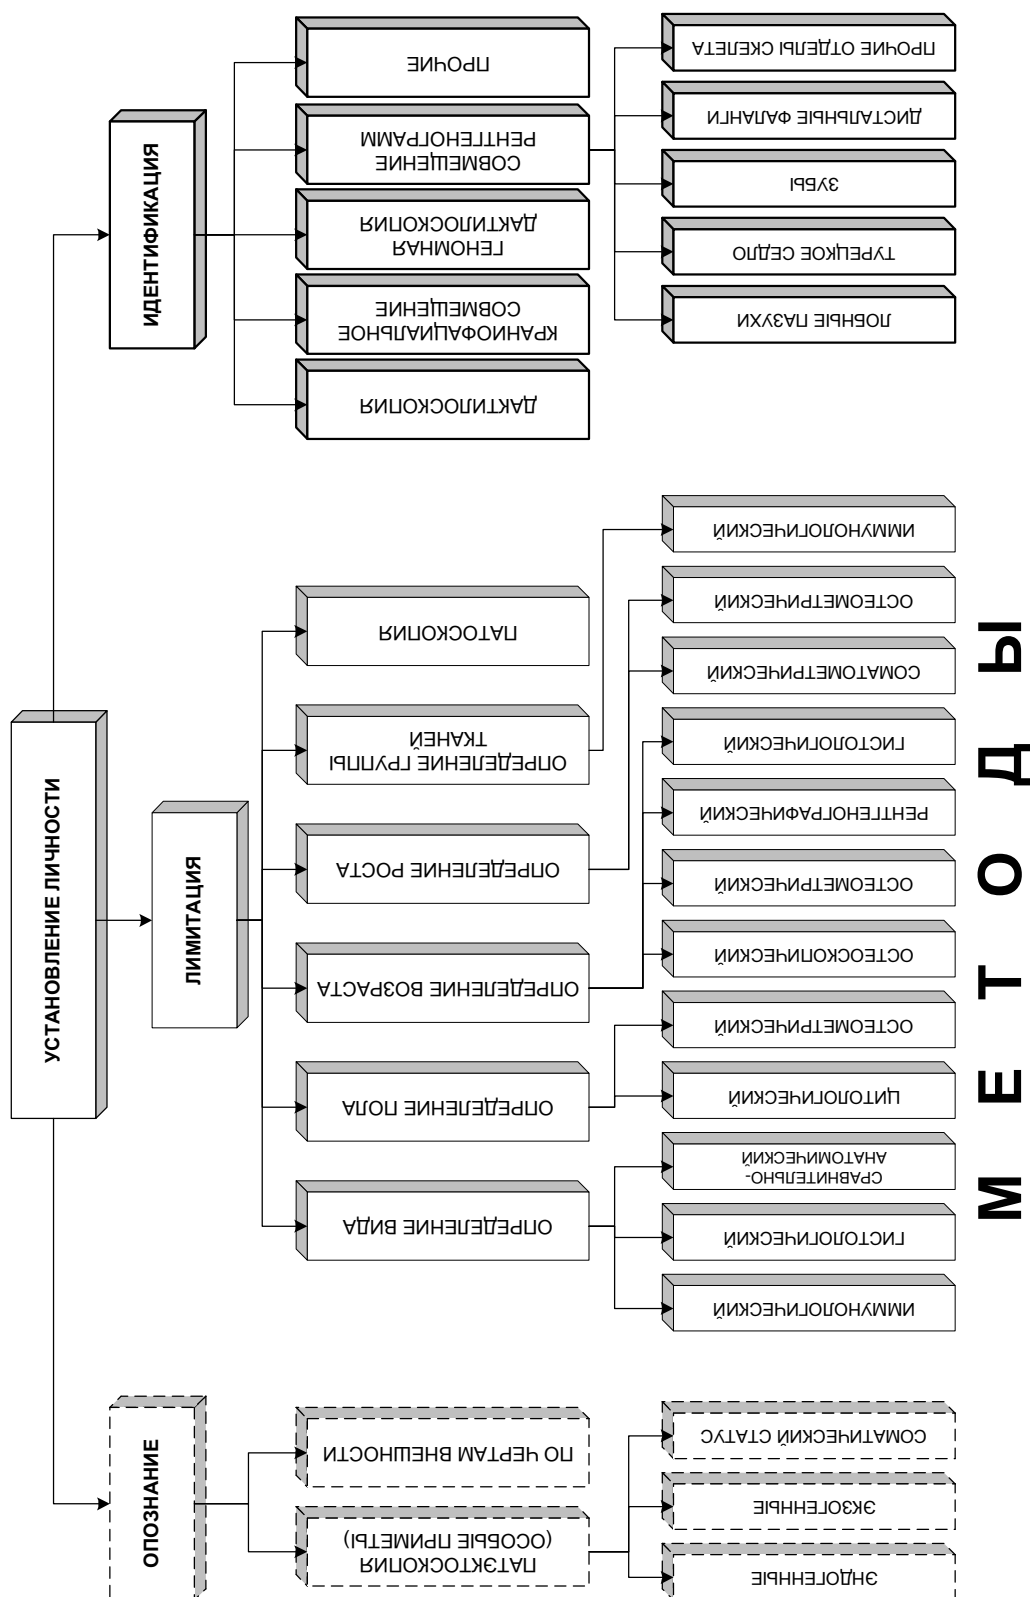 УСТАНОВЛЕНИЕ ЛИЧНОСТИ
ОПОЗНАНИЕ
ПО ЧЕРТАМ ВНЕШНОСТИ
ПАТЭКТОСКОПИЯ
(ОСОБЫЕ ПРИМЕТЫ)
СОМАТИЧЕСКИЙ СТАТУС
ЭКЗОГЕННЫЕ
ЭНДОГЕННЫЕ
ЛИМИТАЦИЯ
ПАТОСКОПИЯ
ОПРЕДЕЛЕНИЕ ГРУППЫ
ТКАНЕЙ
ОПРЕДЕЛЕНИЕ РОСТА
ОПРЕДЕЛЕНИЕ ВОЗРАСТА
ОПРЕДЕЛЕНИЕ ПОЛА
ОПРЕДЕЛЕНИЕ ВИДА
ИММУНОЛОГИЧЕСКИЙ
ОСТЕОМЕТРИЧЕСКИЙ
СОМАТОМЕТРИЧЕСКИЙ
ГИСТОЛОГИЧЕСКИЙ
РЕНТГЕНОГРАФИЧЕСКИЙ
ОСТЕОМЕТРИЧЕСКИЙ
ОСТЕОСКОПИЧЕСКИЙ
ОСТЕОМЕТРИЧЕСКИЙ
ЦИТОЛОГИЧЕСКИЙ
СРАВНИТЕЛЬНО-
АНАТОМИЧЕСКИЙ
ГИСТОЛОГИЧЕСКИЙ
ИММУНОЛОГИЧЕСКИЙ
ИДЕНТИФИКАЦИЯ
ПРОЧИЕ
СОВМЕЩЕНИЕ
РЕНТГЕНОГРАММ
ГЕНОМНАЯ
ДАКТИЛОСКОПИЯ
КРАНИОФАЦИАЛЬНОЕ
СОВМЕЩЕНИЕ
ДАКТИЛОСКОПИЯ
ПРОЧИЕ ОТДЕЛЫ СКЕЛЕТА
ДИСТАЛЬНЫЕ ФАЛАНГИ
ЗУБЫ
ТУРЕЦКОЕ СЕДЛО
ЛОБНЫЕ ПАЗУХИ
М Е Т О Д Ы